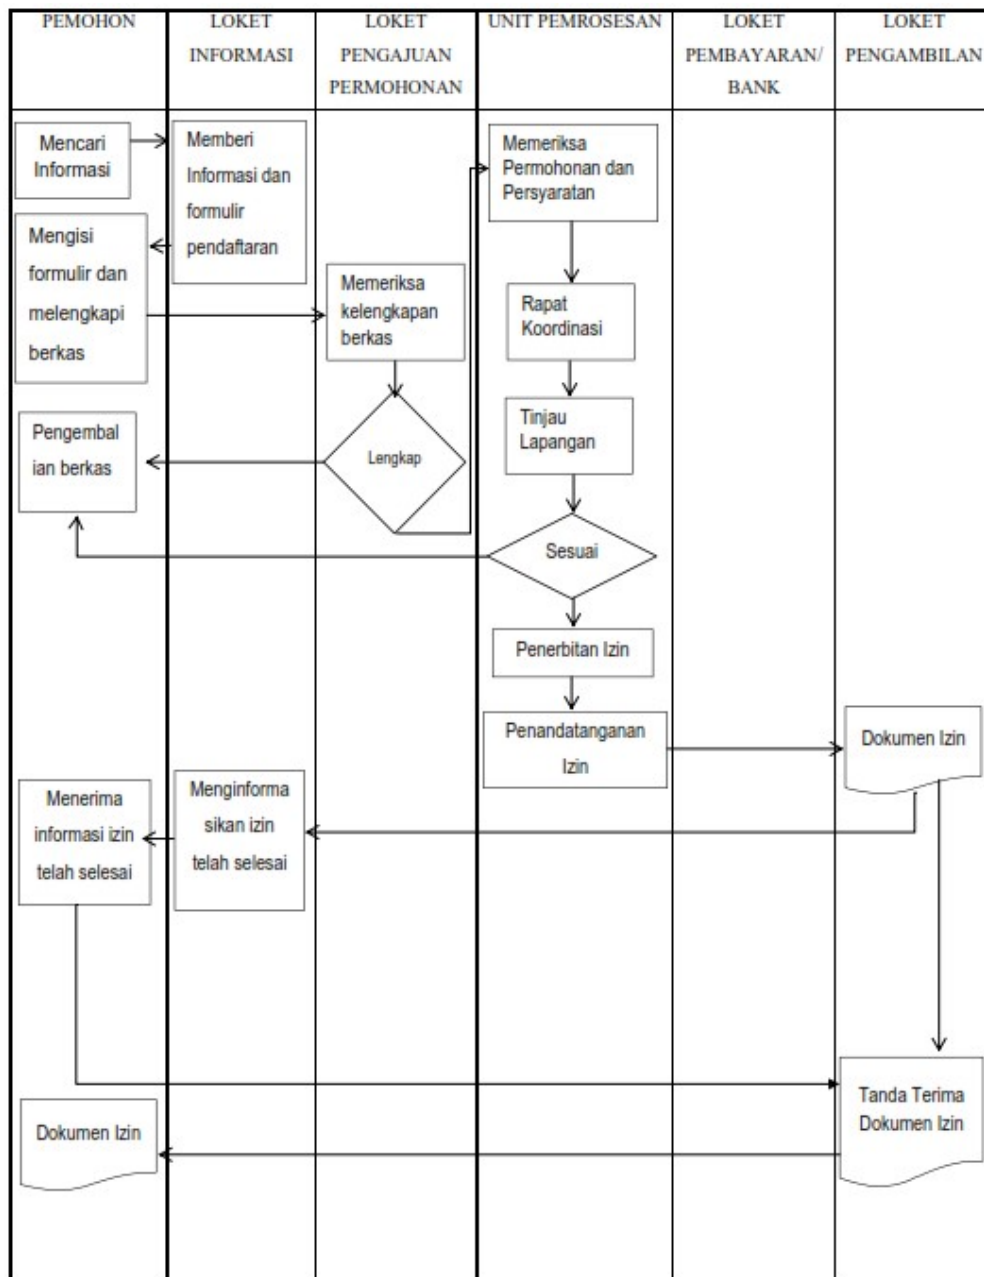 PEMOHON
LOKET
INFORMASI
LOKET
PENGAJUAN
PERMOHONAN
UNIT PEMROSESAN
LOKET
PEMBAYARAN/
BANK
LOKET
PENGAMBILAN
Mencari
Informasi
Memberi
Informasi dan
formulir
pendaftaran
Memeriksa
Permohonan dan
Persyaratan
Mengisi
formulir dan
melengkapi
berkas
Memeriksa
kelengkapan
berkas
Rapat
Koordinasi
Tinjau
Lapangan
Pengembal
ian berkas
Lengkap
Sesuai
Penerbitan Izin
Penandatanganan
Izin
Dokumen Izin
Menginforma
sikan izin
telah selesai
Menerima
informasi izin
telah selesai
Tanda Terima
Dokumen Izin
Dokumen Izin